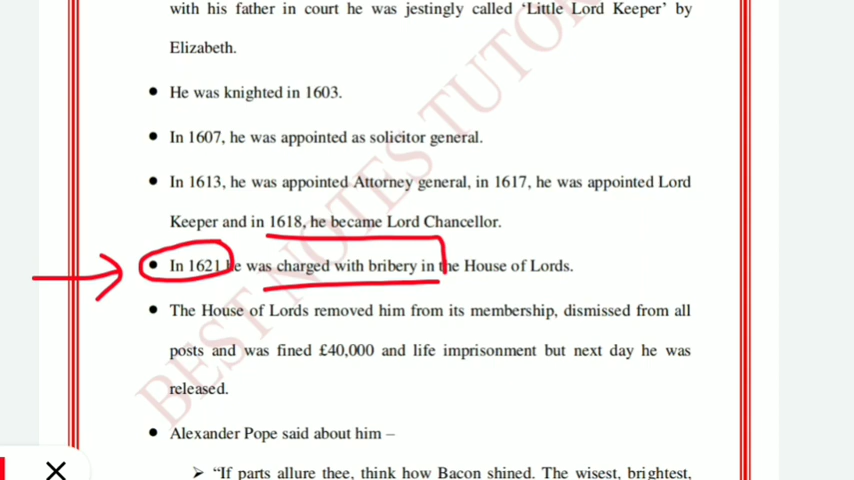 with his father in court he was jestingly called ‘Little Lord Keeper’ by
Elizabeth.
● He was knighted in 1603.
● In 1607, he was appointed as solicitor general.
● In 1613, he was appointed Attorney general, in 1617, he was appointed Lord
Keeper and in 1618, he became Lord Chancellor.
● In 1621 he was charged with bribery in the House of Lords.
● The House of Lords removed him from its membership, dismissed from all
posts and was fined £40,000 and life imprisonment but next day he was
released.
● Alexander Pope said about him –
➢ “If parts allure thee, think how Bacon shined. The wisest, brightest,
BEST NOTES TUTOR